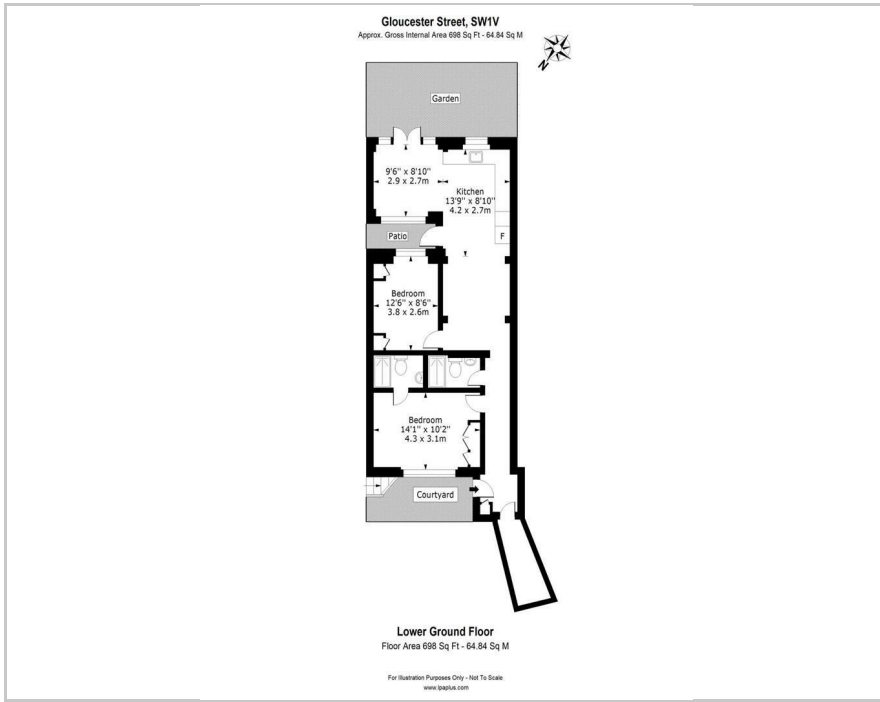 Gloucester Street, SW1V
Approx. Gross Internal Area 698 Sq Ft - 64.84 Sq M
N
Garden
9'6" x 8'10"
2.9 x 2.7m
Kitchen
13'9" x 8'10"
4.2 x 2.7m
F
Patio
Bedroom
12'6" x 8'6"
3.8 x 2.6m
Bedroom
14'1" x 10'2"
4.3 x 3.1m
Courtyard
Lower Ground Floor
Floor Area 698 Sq Ft - 64.84 Sq M
For Illustration Purposes Only - Not To Scale
www.lpaplus.com